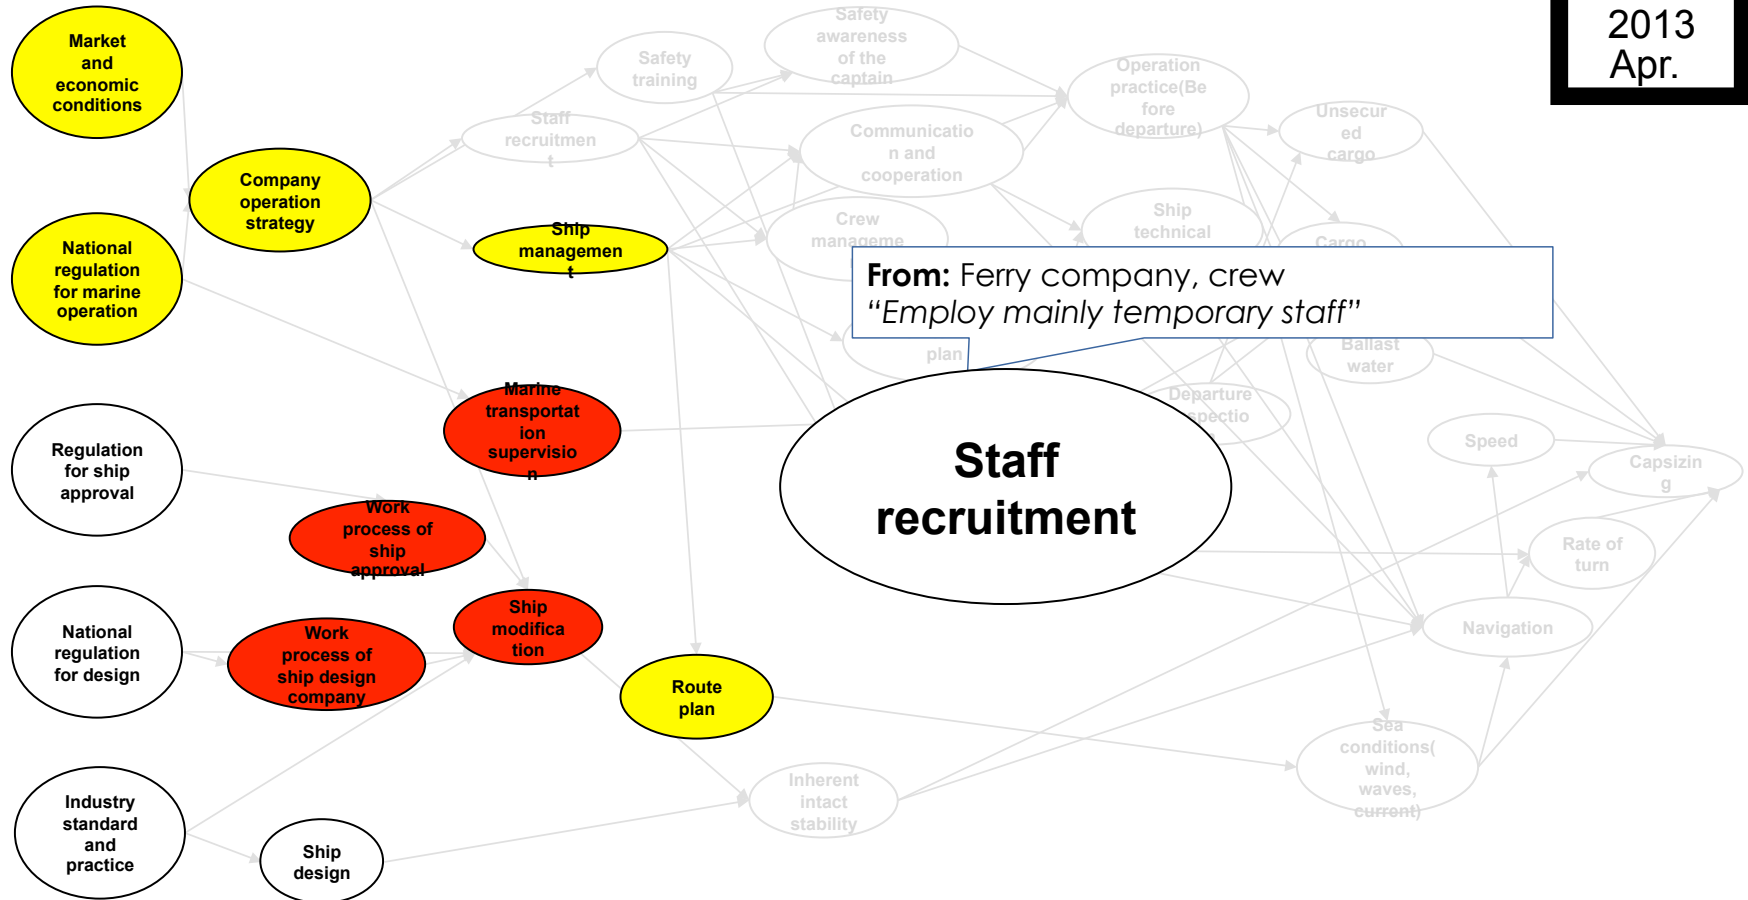 2013
Apr.
Market
and
economic
conditions
Safety
awareness
of the
captain
Safety
training
Operation
practice(Be
fore
departure)
Staff
recruitmen
t
Communicatio
n and
cooperation
Unsecur
ed
cargo
Company
operation
strategy
Ship
managemen
t
Crew
manageme
Ship
technical
Cargo
National
regulation
for marine
operation
From: Ferry company, crew
“Employ mainly temporary staff”
plan
Ballast
water
Marine
transportat
ion
supervisio
n
Departure
spectio
Staff
recruitment
Speed
Capsizin
g
Regulation
for ship
approval
Work
process of
ship
approval
Rate of
turn
National
regulation
for design
Work
process of
ship design
company
Ship
modifica
tion
Navigation
Route
plan
Sea
conditions(
wind,
waves,
current)
Inherent
intact
stability
Industry
standard
and
practice
Ship
design